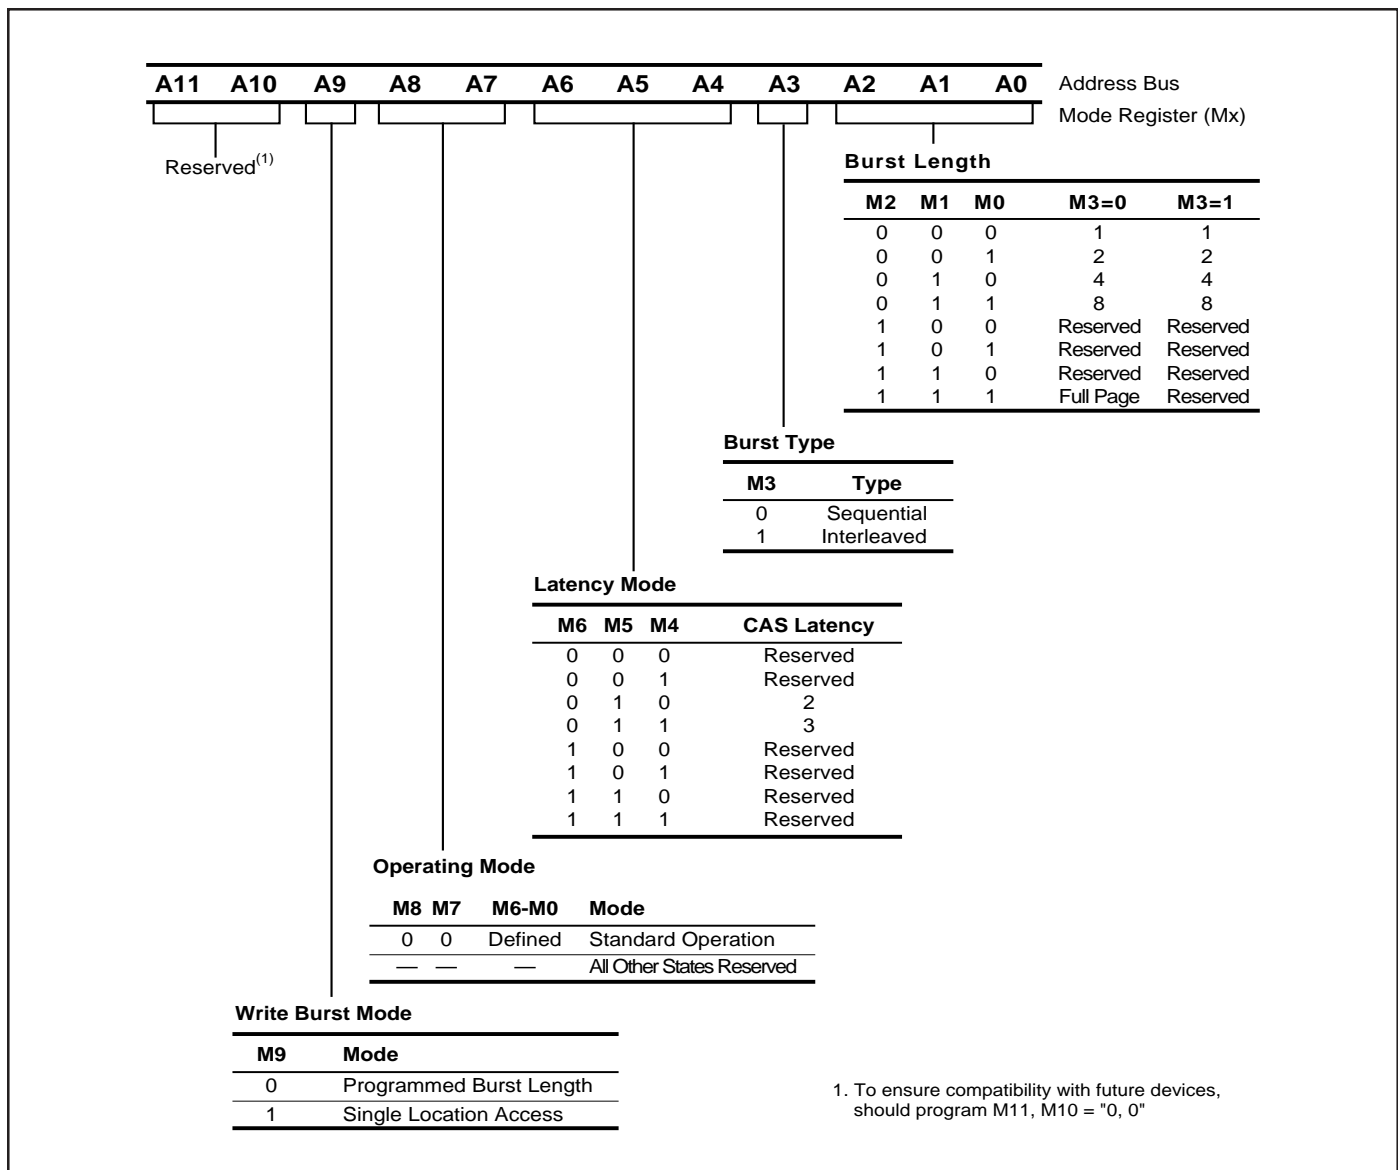 A11 A10 A9 A8 A7 A6 A5 A4 A3 A2 A1 A0 Address Bus
Mode Register (Mx)
Reserved(1)
Burst Length
M2 M1 M0 M3=0 M3=1
0 0 0 1 1
0 0 1 2 2
0 1 0 4 4
0 1 1 8 8
1 0 0 Reserved Reserved
1 0 1 Reserved Reserved
1 1 0 Reserved Reserved
1 1 1 Full Page Reserved
Burst Type
M3 Type
0 Sequential
1 Interleaved
Latency Mode
M6 M5 M4 CAS Latency
0 0 0 Reserved
0 0 1 Reserved
0 1 0 2
0 1 1 3
1 0 0 Reserved
1 0 1 Reserved
1 1 0 Reserved
1 1 1 Reserved
Operating Mode
M8 M7 M6-M0 Mode
0 0 Defined Standard Operation
— — — All Other States Reserved
Write Burst Mode
M9 Mode
0 Programmed Burst Length
1 Single Location Access
1. To ensure compatibility with future devices,
should program M11, M10 = "0, 0"